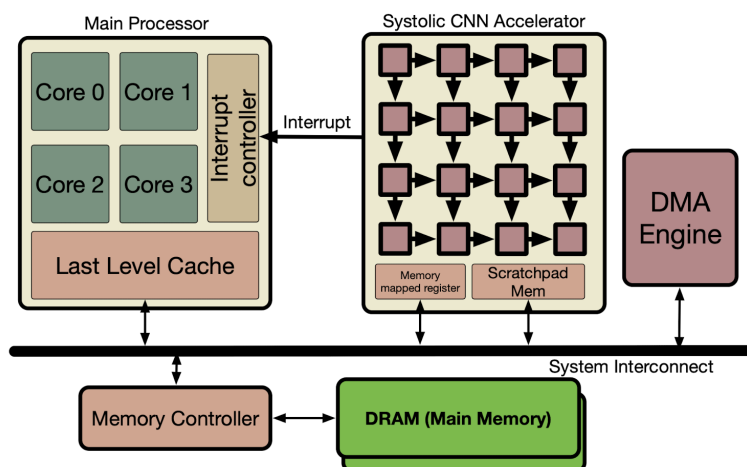 Main Processor
Systolic CNN Accelerator
Core 0
Core 1
Interrupt
controller
Interrupt
Core 2
Core 3
DMA
Engine
Last Level Cache
Memory
mapped register
Scratchpad
Mem
System Interconnect
Memory Controller
DRAM (Main Memory)